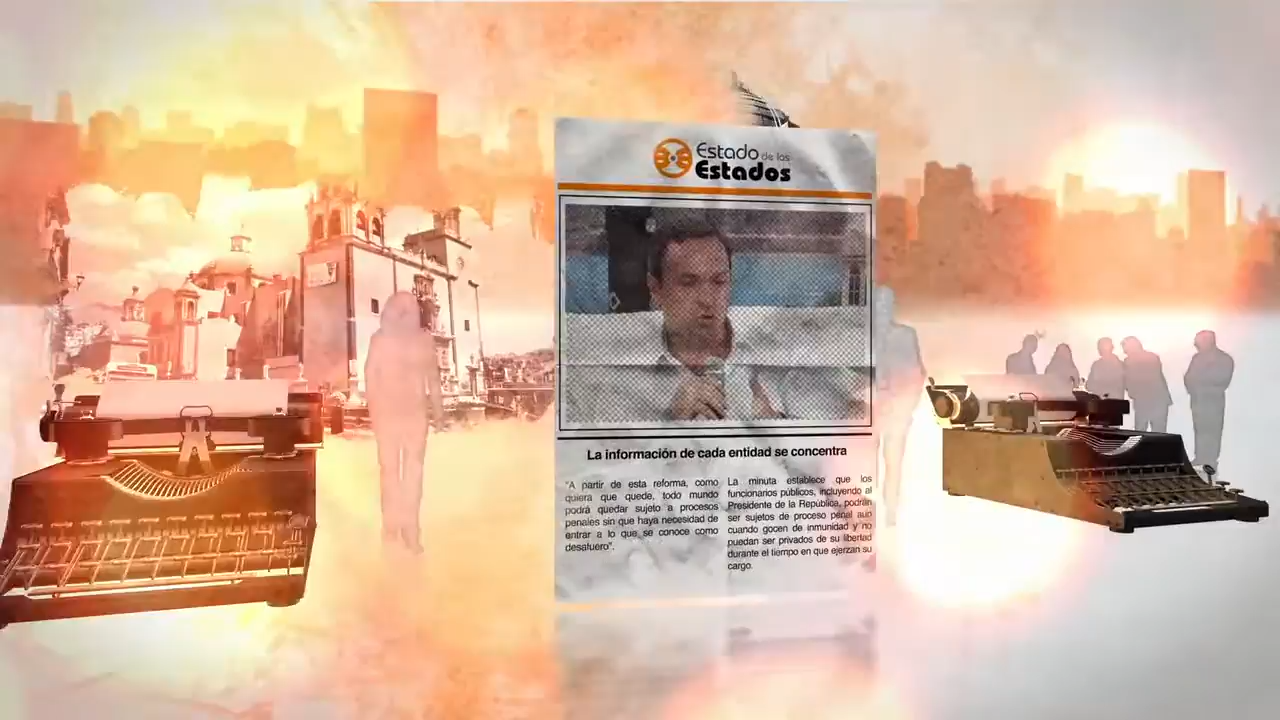 Estado de los
Estados
La información de cada entidad se concentra
"A partir de esta reforma, como
quiera que quede, todo mundo
podrá quedar sujeto a procesos
penales sin que haya necesidad de
entrar a lo que se conoce como
desafuero".
La minuta establece que los
funcionarios públicos, incluyendo al
Presidente de la República, podrán
ser sujetos de proceso penal aun
cuando gocen de inmunidad y no
puedan ser privados de su libertad
durante el tiempo en que ejerzan su
cargo.